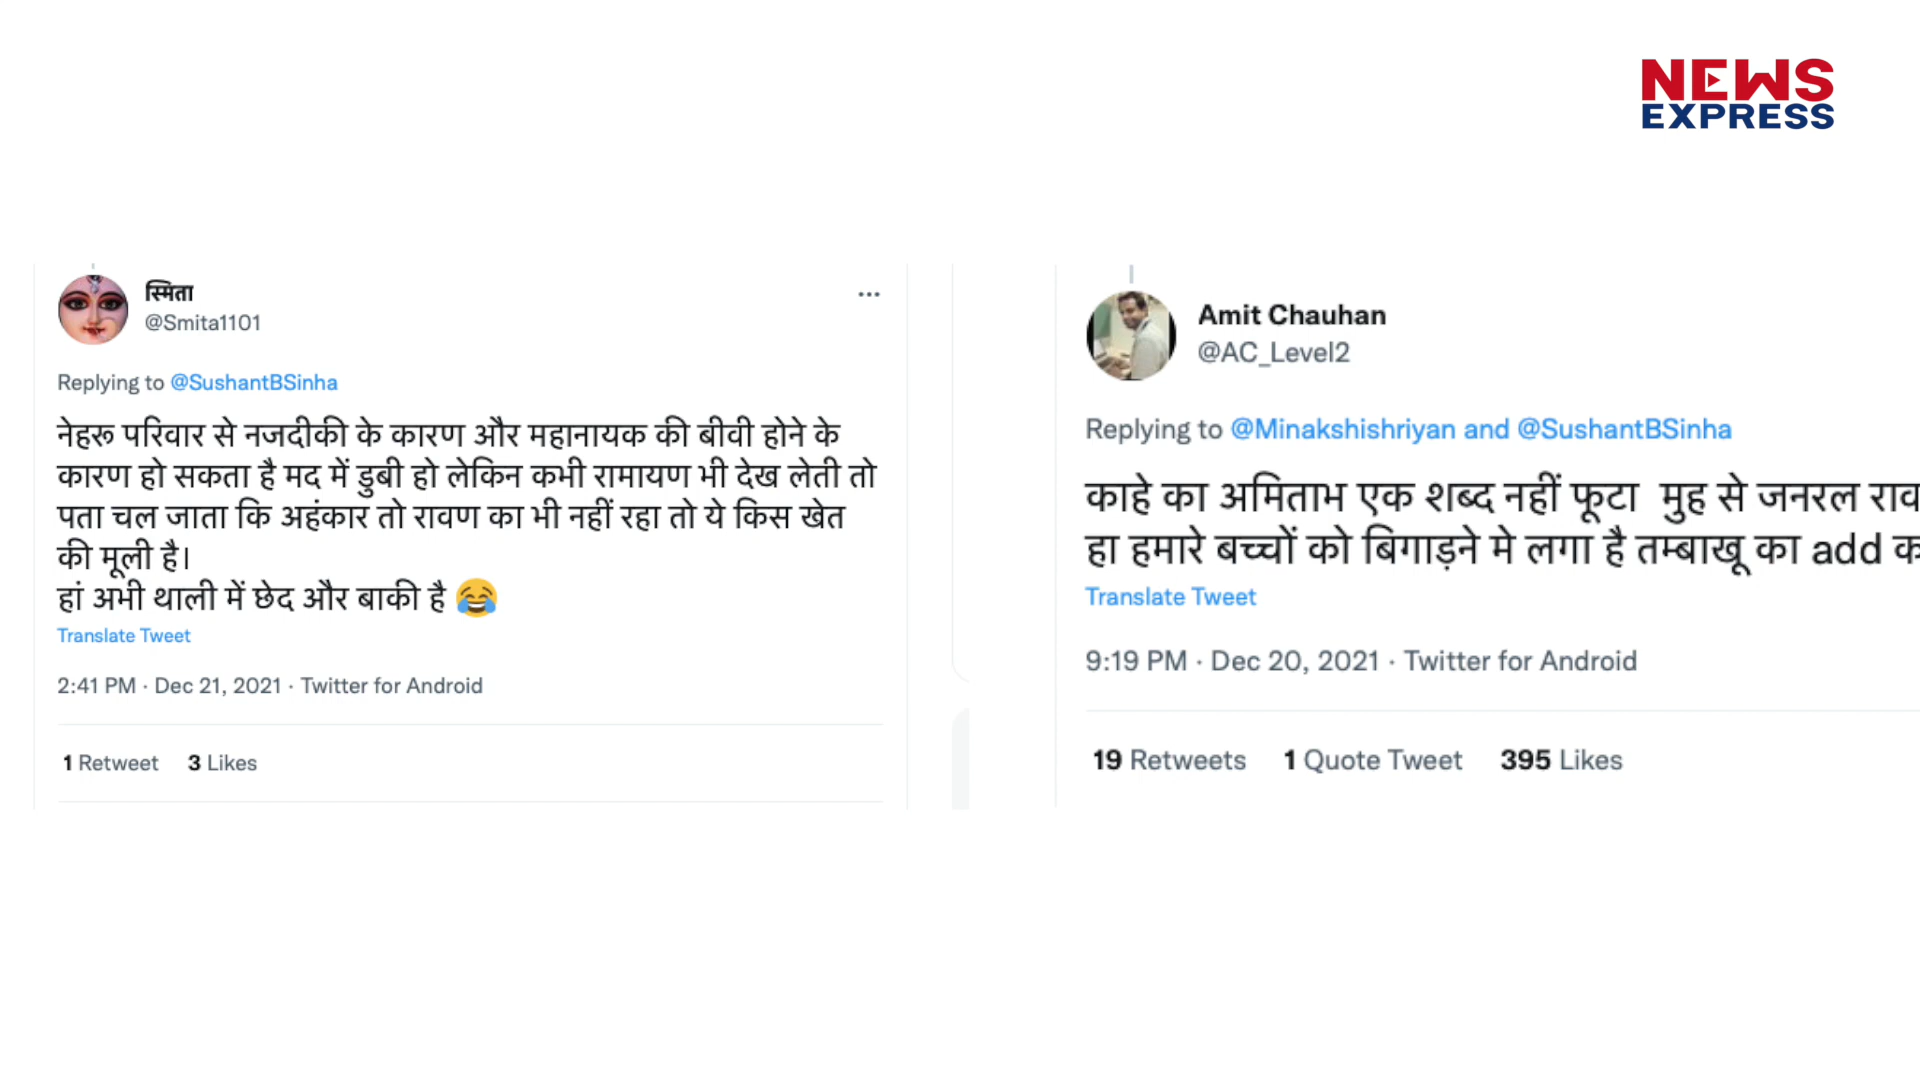 NEWS
EXPRESS
स्मिता
@Smita1101
Replying to @SushantBSinha
नेहरू परिवार से नजदीकी के कारण और महानायक की बीवी होने के
कारण हो सकता है मद में डुबी हो लेकिन कभी रामायण भी देख लेती तो
पता चल जाता कि अहंकार तो रावण का भी नहीं रहा तो ये किस खेत
की मूली है।
हां अभी थाली में छेद और बाकी है 😂
Translate Tweet
2:41 PM · Dec 21, 2021 · Twitter for Android
1 Retweet 3 Likes
Amit Chauhan
@AC_Level2
Replying to @Minakshishriyan and @SushantBSinha
काहे का अमिताभ एक शब्द नहीं फूटा मुह से जनरल
हा हमारे बच्चों को बिगाड़ने मे लगा है तम्बाखू का add
Translate Tweet
9:19 PM · Dec 20, 2021 · Twitter for Android
19 Retweets 1 Quote Tweet 395 Likes